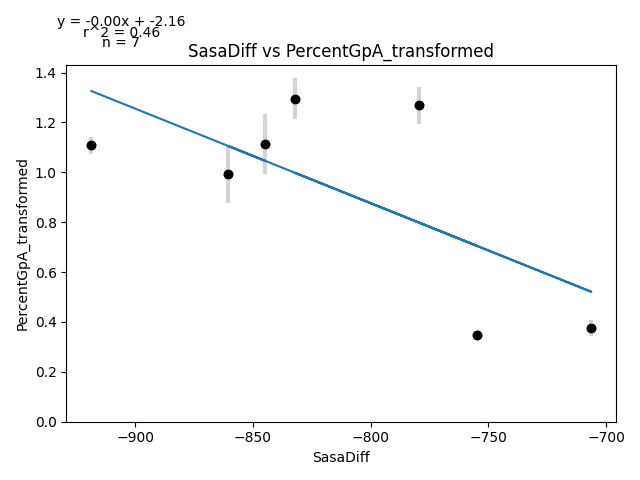 y = -0.00x + -2.16
r^2 = 0.46
n = 7
SasaDiff vs PercentGpA_transformed
PercentGpA_transformed
1.4
1.2
1.0
0.8
0.6
0.4
0.2
0.0
−900
−850
−800
−750
−700
SasaDiff